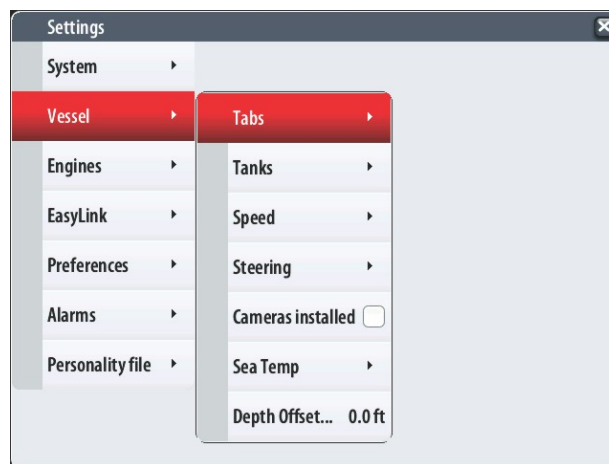 Settings
System
Vessel
Engines
EasyLink
Preferences
Alarms
Personality file
Tabs
Tanks
Speed
Steering
Cameras installed
Sea Temp
Depth Offset... 0.0 ft